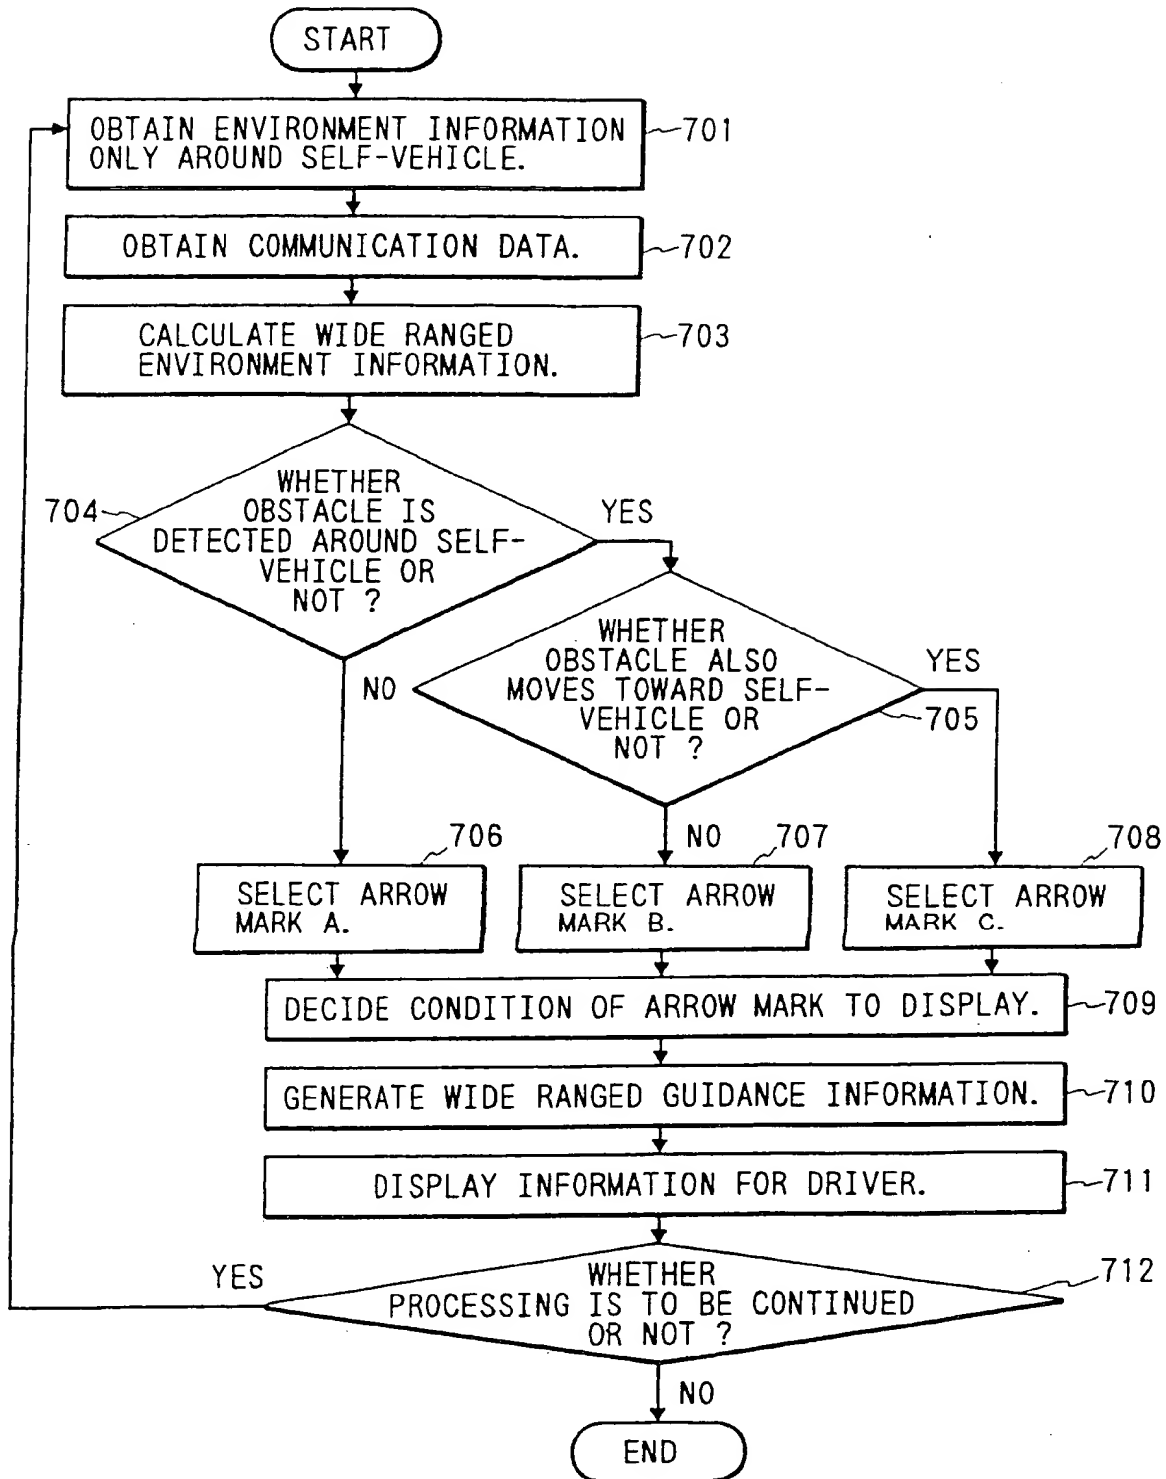 START
OBTAIN ENVIRONMENT INFORMATION
ONLY AROUND SELF-VEHICLE.
701
OBTAIN COMMUNICATION DATA.
702
CALCULATE WIDE RANGED
ENVIRONMENT INFORMATION.
703
704
WHETHER
OBSTACLE IS
DETECTED AROUND SELF-
VEHICLE OR
NOT ?
YES
NO
WHETHER
OBSTACLE ALSO
MOVES TOWARD SELF-
VEHICLE OR
NOT ?
YES
705
NO
706
SELECT ARROW
MARK A.
707
SELECT ARROW
MARK B.
708
SELECT ARROW
MARK C.
DECIDE CONDITION OF ARROW MARK TO DISPLAY.
709
GENERATE WIDE RANGED GUIDANCE INFORMATION.
710
DISPLAY INFORMATION FOR DRIVER.
711
YES
WHETHER
PROCESSING IS TO BE CONTINUED
OR NOT ?
712
NO
END